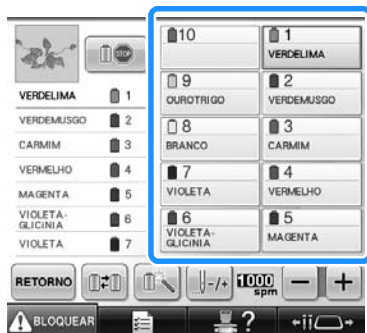 VERDELIMA 1
VERDEMUSGO 2
CARMIM 3
VERMELHO 4
MAGENTA 5
VIOLETA-
GLICINIA 6
VIOLETA 7
10
1
VERDELIMA
9
OUROTRIGO
2
VERDEMUSGO
8
BRANCO
3
CARMIM
7
VIOLETA
4
VERMELHO
6
VIOLETA-
GLICINIA
5
MAGENTA
RETORNO
-/+
1000
spm
BLOQUEAR
?